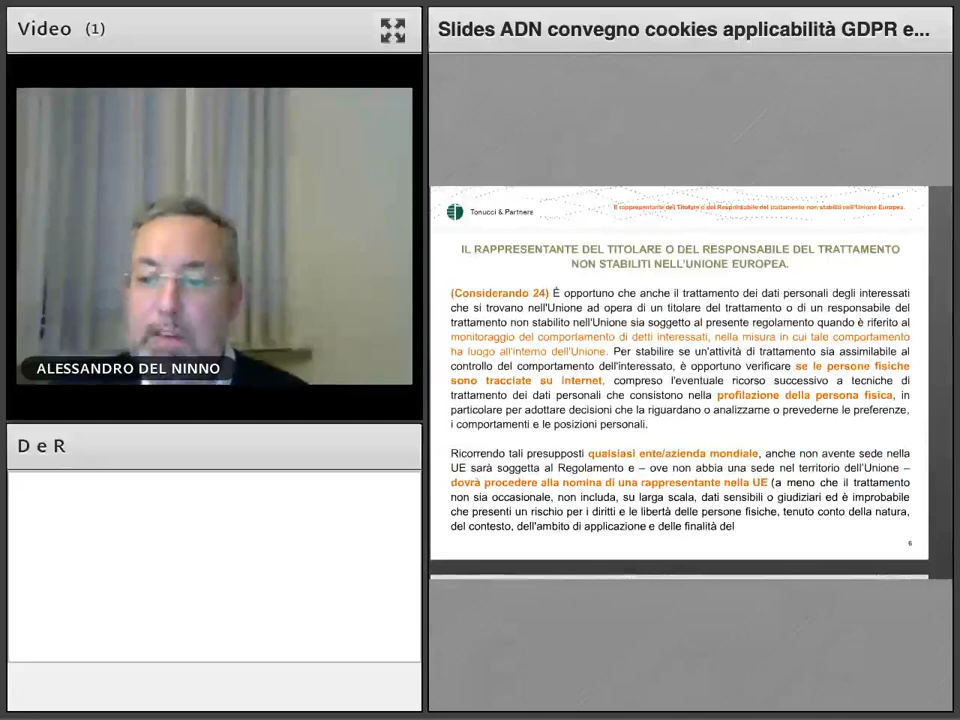 Video (1)
ALESSANDRO DEL NINNO
D e R
Slides ADN convegno cookies applicabilità GDPR e...
Tonucci & Partners
Il rappresentante del Titolare o del Responsabile del trattamento non stabiliti nell'Unione Europea.
IL RAPPRESENTANTE DEL TITOLARE O DEL RESPONSABILE DEL TRATTAMENTO
NON STABILITI NELL'UNIONE EUROPEA.
(Considerando 24) È opportuno che anche il trattamento dei dati personali degli interessati
che si trovano nell'Unione ad opera di un titolare del trattamento o di un responsabile del
trattamento non stabilito nell'Unione sia soggetto al presente regolamento quando è riferito al
monitoraggio del comportamento di detti interessati, nella misura in cui tale comportamento
ha luogo all'interno dell'Unione. Per stabilire se un'attività di trattamento sia assimilabile al
controllo del comportamento dell'interessato, è opportuno verificare se le persone fisiche
sono tracciate su internet, compreso l'eventuale ricorso successivo a tecniche di
trattamento dei dati personali che consistono nella profilazione della persona fisica, in
particolare per adottare decisioni che la riguardano o analizzarne o prevederne le preferenze,
i comportamenti e le posizioni personali.
Ricorrendo tali presupposti qualsiasi ente/azienda mondiale, anche non avente sede nella
UE sarà soggetta al Regolamento e – ove non abbia una sede nel territorio dell'Unione –
dovrà procedere alla nomina di una rappresentante nella UE (a meno che il trattamento
non sia occasionale, non includa, su larga scala, dati sensibili o giudiziari ed è improbabile
che presenti un rischio per i diritti e le libertà delle persone fisiche, tenuto conto della natura,
del contesto, dell'ambito di applicazione e delle finalità del
6